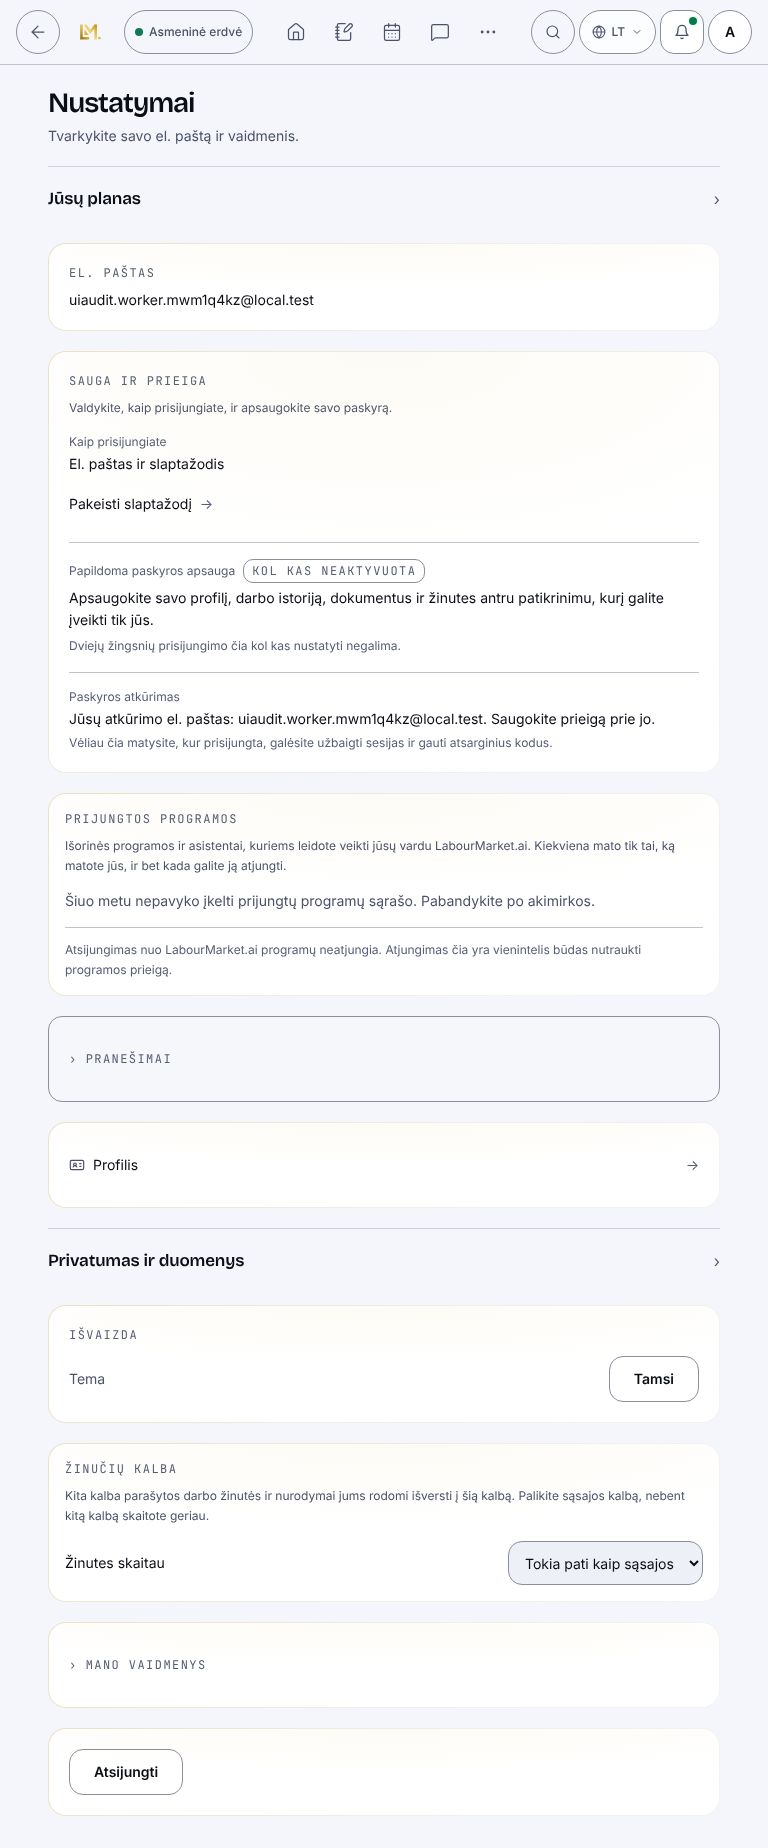 LM.
Asmeninė erdvė
LT
A
Nustatymai
Tvarkykite savo el. paštą ir vaidmenis.
Jūsų planas
EL. PAŠTAS
uiaudit.worker.mwm1q4kz@local.test
SAUGA IR PRIEIGA
Valdykite, kaip prisijungiate, ir apsaugokite savo paskyrą.
Kaip prisijungiate
El. paštas ir slaptažodis
Pakeisti slaptažodį →
Papildoma paskyros apsauga KOL KAS NEAKTYVUOTA
Apsaugokite savo profilį, darbo istoriją, dokumentus ir žinutes antru patikrinimu, kurį galite
įveikti tik jūs.
Dviejų žingsnių prisijungimo čia kol kas nustatyti negalima.
Paskyros atkūrimas
Jūsų atkūrimo el. paštas: uiaudit.worker.mwm1q4kz@local.test. Saugokite prieigą prie jo.
Vėliau čia matysite, kur prisijungta, galėsite užbaigti sesijas ir gauti atsarginius kodus.
PRIJUNGTOS PROGRAMOS
Išorinės programos ir asistentai, kuriems leidote veikti jūsų vardu LabourMarket.ai. Kiekviena mato tik tai, ką
matote jūs, ir bet kada galite ją atjungti.
Šiuo metu nepavyko įkelti prijungtų programų sąrašo. Pabandykite po akimirkos.
Atsijungimas nuo LabourMarket.ai programų neatjungia. Atjungimas čia yra vienintelis būdas nutraukti
programos prieigą.
› PRANEŠIMAI
Profilis →
Privatumas ir duomenys ›
IŠVAIZDA
Tema
Tamsi
ŽINUČIŲ KALBA
Kita kalba parašytos darbo žinutės ir nurodymai jums rodomi išversti į šią kalbą. Palikite sąsajos kalbą, nebent
kitą kalbą skaitote geriau.
Žinutes skaitau
Tokia pati kaip sąsajos
› MANO VAIDMENYS
Atsijungti